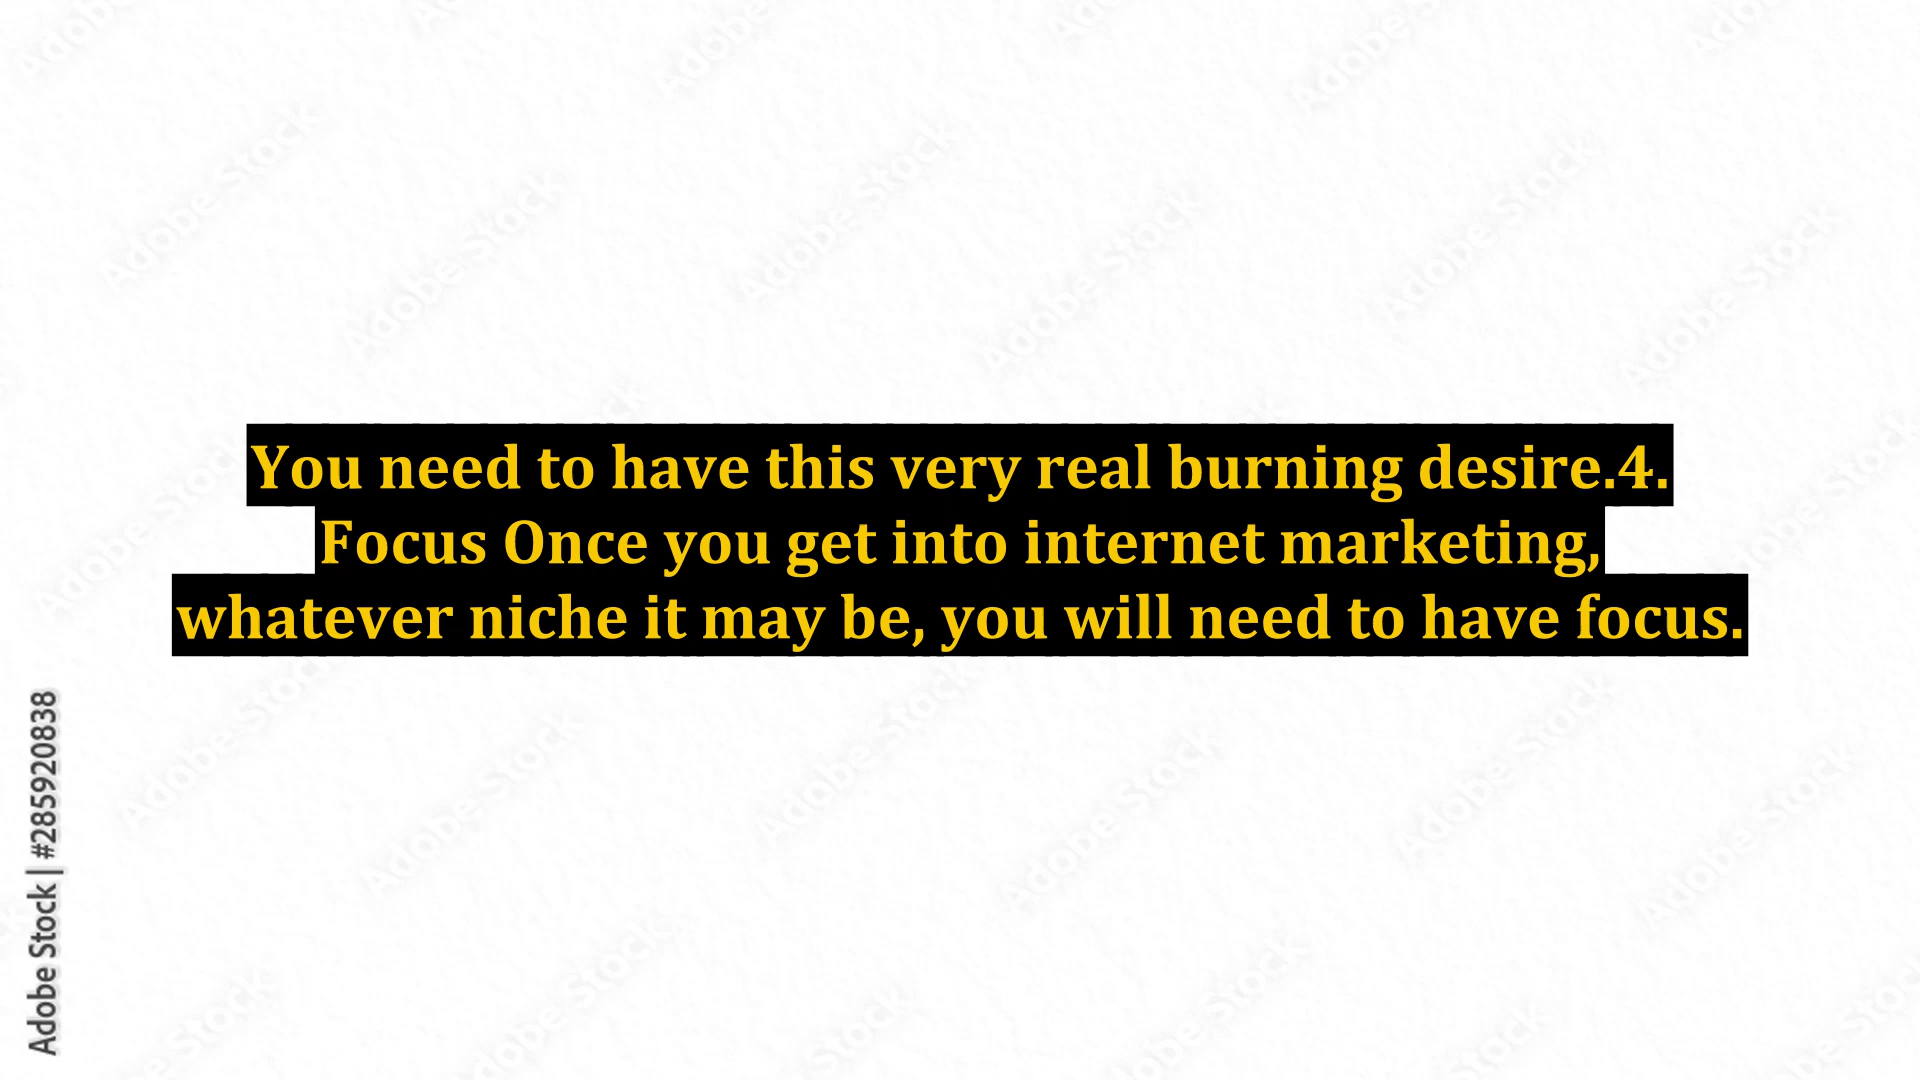 You need to have this very real burning desire.4.
Focus Once you get into internet marketing,
whatever niche it may be, you will need to have focus.
Adobe Stock | #285920838